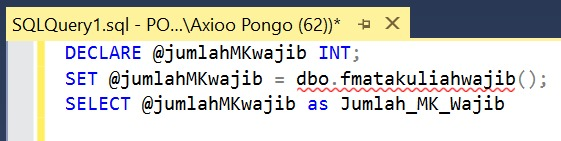 SQLQuery1.sql - PO...\Axioo Pongo (62))*
DECLARE @jumlahMKwajib INT;
SET @jumlahMKwajib = dbo.fmatakuliahwajib();
SELECT @jumlahMKwajib as Jumlah_MK_Wajib